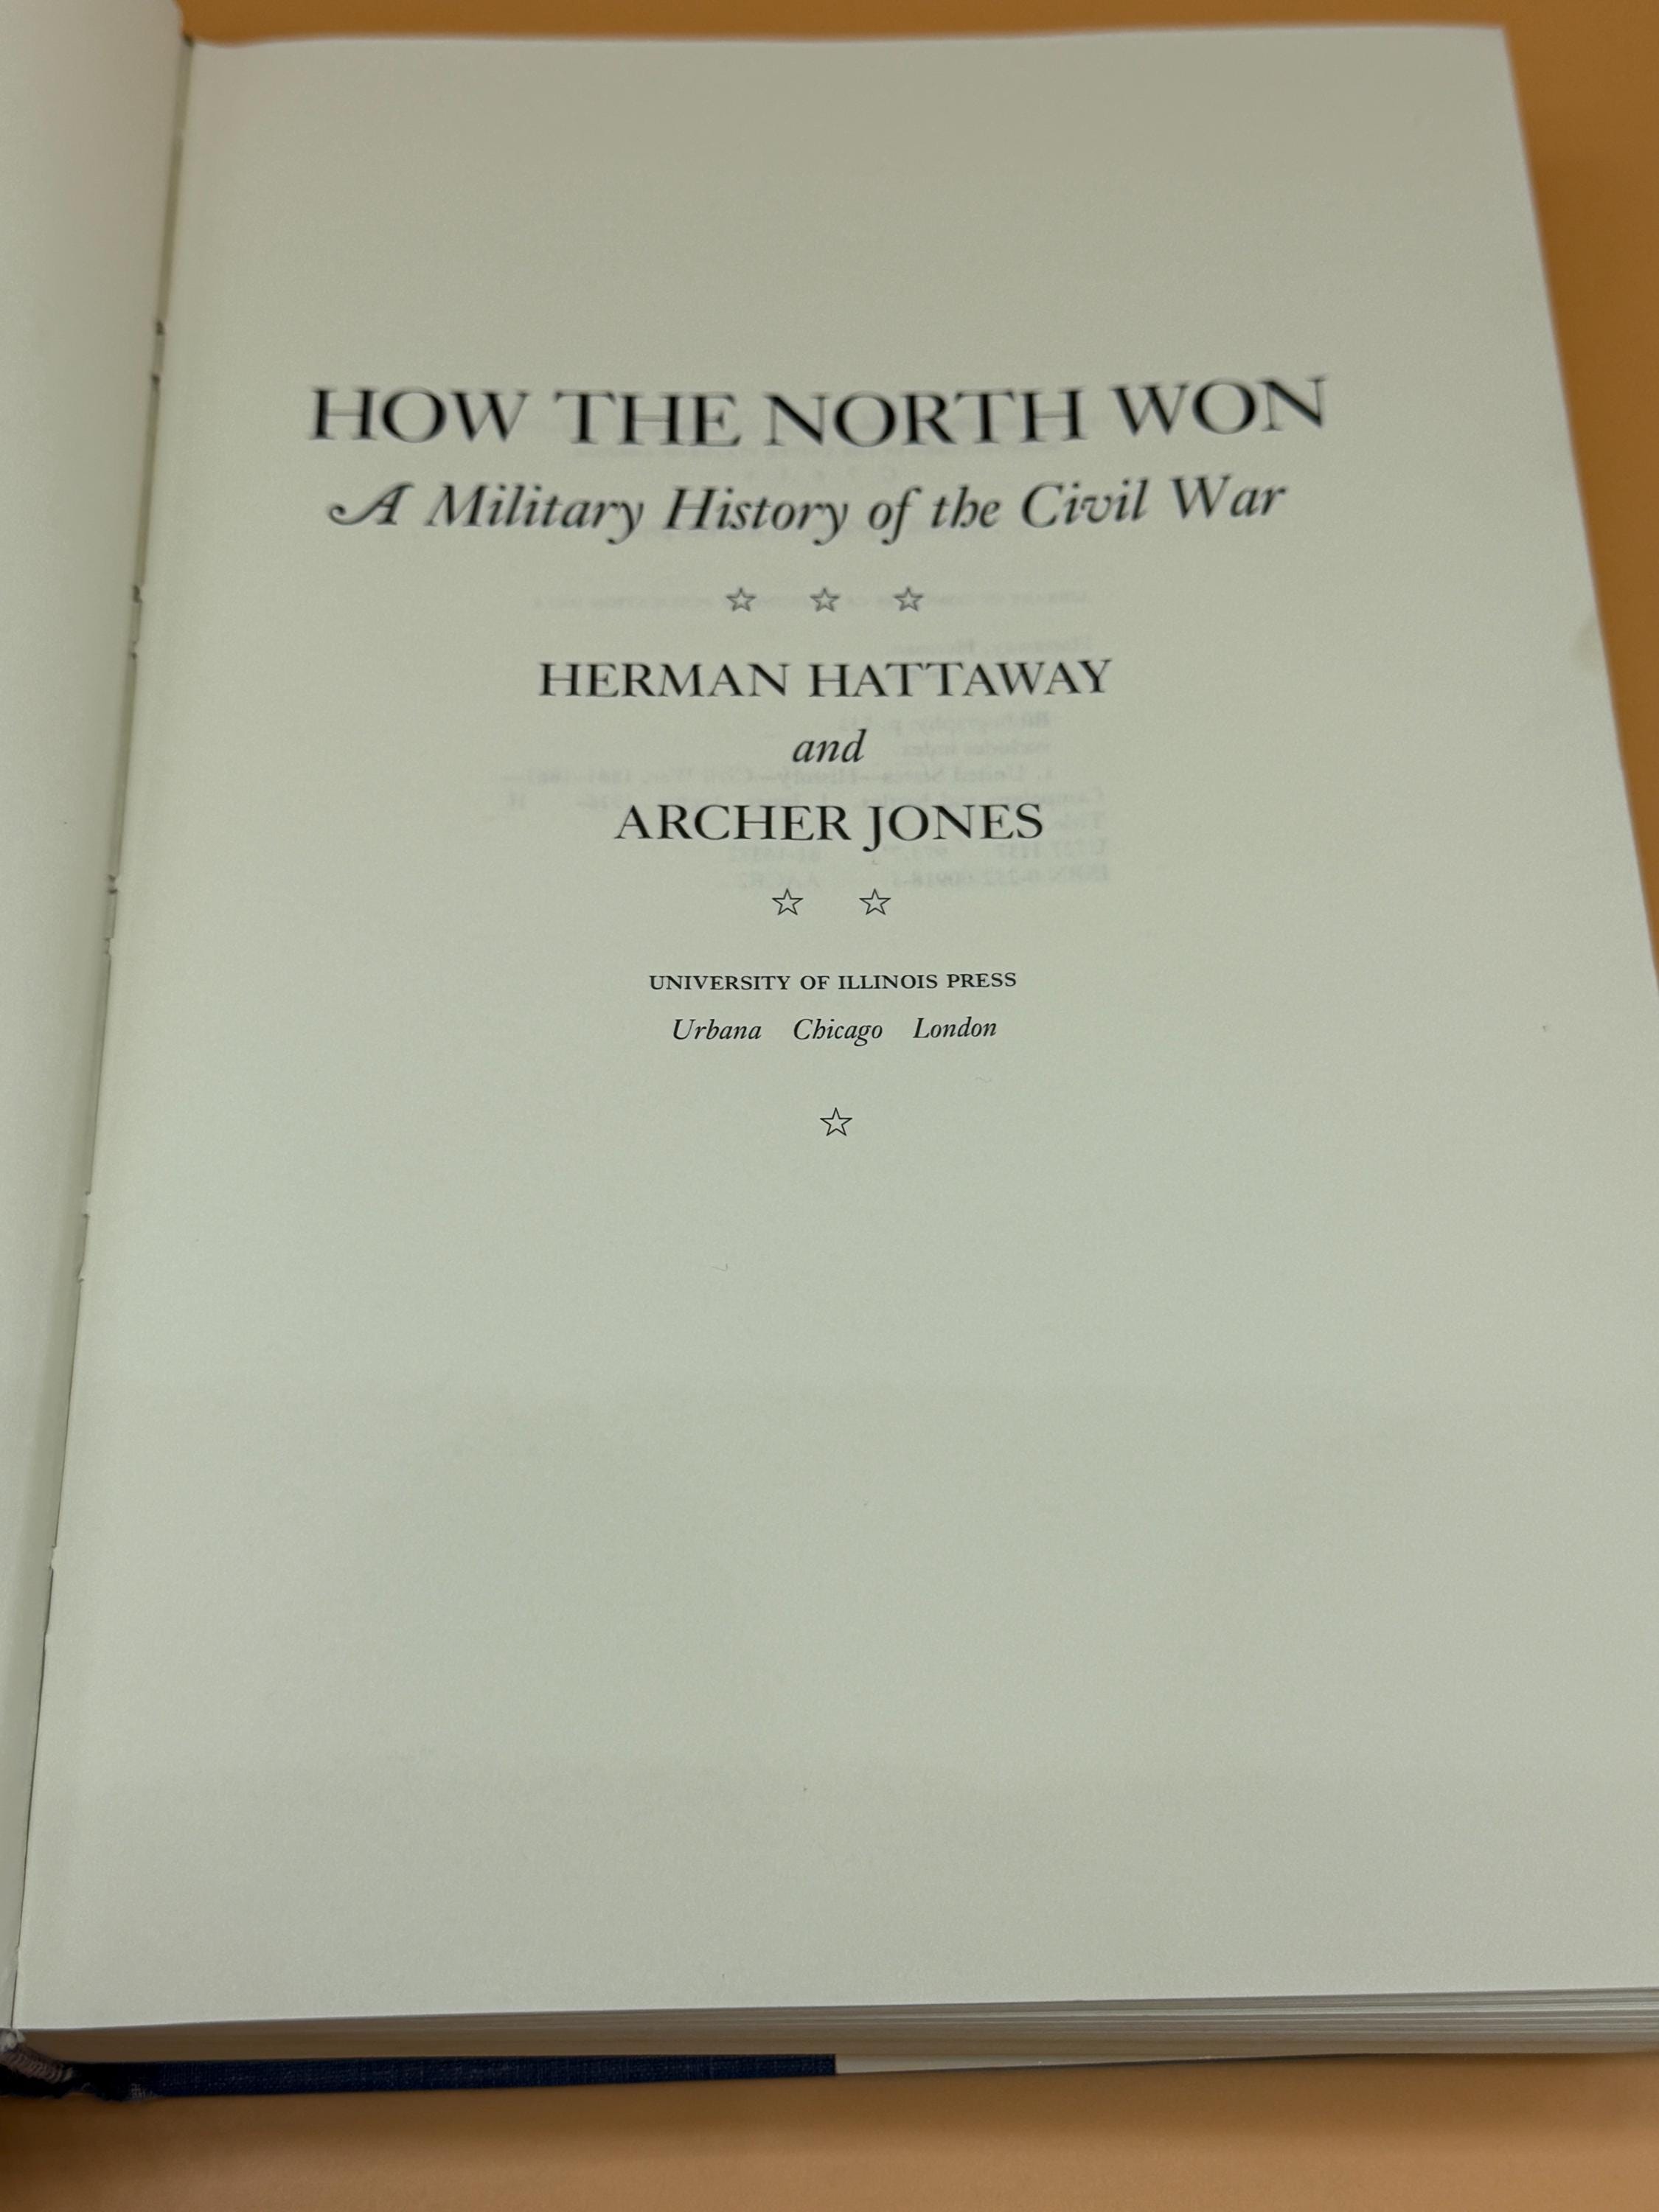 HOW THE NORTH WON
A Military History of the Civil War
☆ ☆ ☆
HERMAN HATTAWAY
and
ARCHER JONES
☆ ☆
UNIVERSITY OF ILLINOIS PRESS
Urbana Chicago London
☆